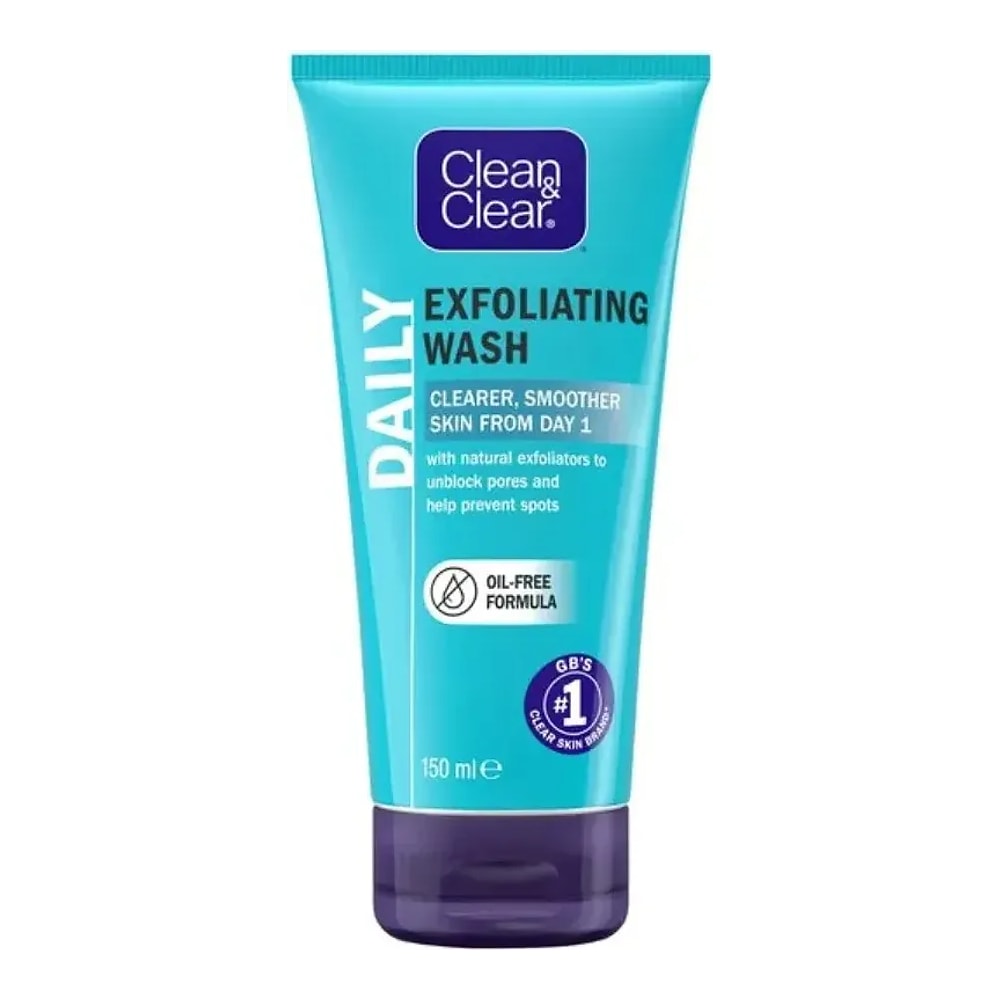 Clean
&
Clear®
™
DAILY
EXFOLIATING
WASH
CLEARER, SMOOTHER
SKIN FROM DAY 1
with natural exfoliators to
unblock pores and
help prevent spots
OIL-FREE
FORMULA
GB'S
#1
CLEAR SKIN BRAND*
150 ml ℮